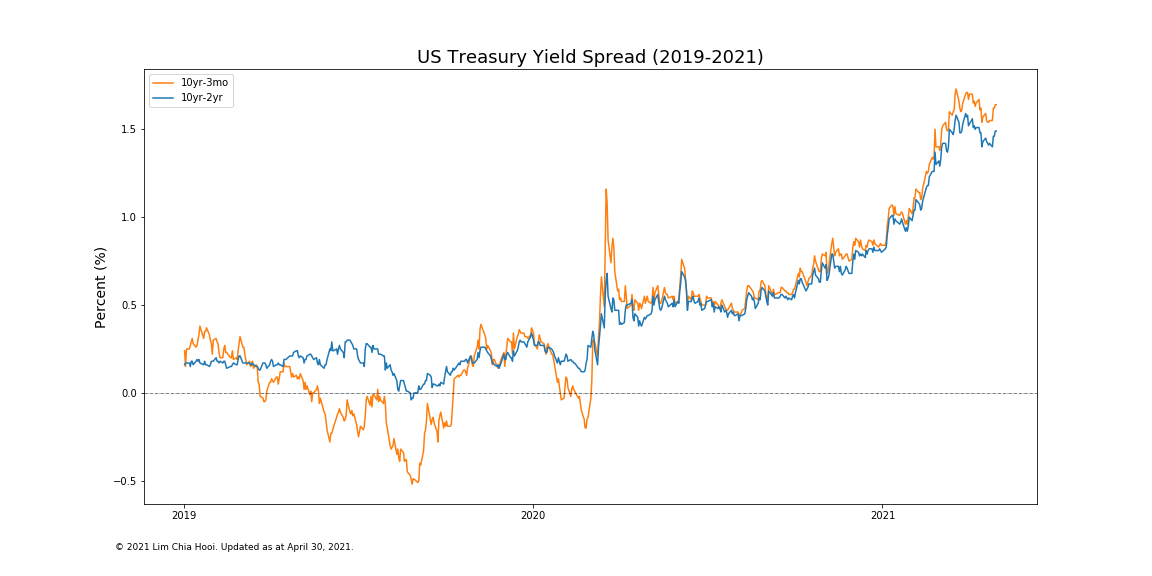 US Treasury Yield Spread (2019-2021)
10yr-3mo
10yr-2yr
Percent (%)
1.5
1.0
0.5
0.0
−0.5
2019
2020
2021
© 2021 Lim Chia Hooi. Updated as at April 30, 2021.